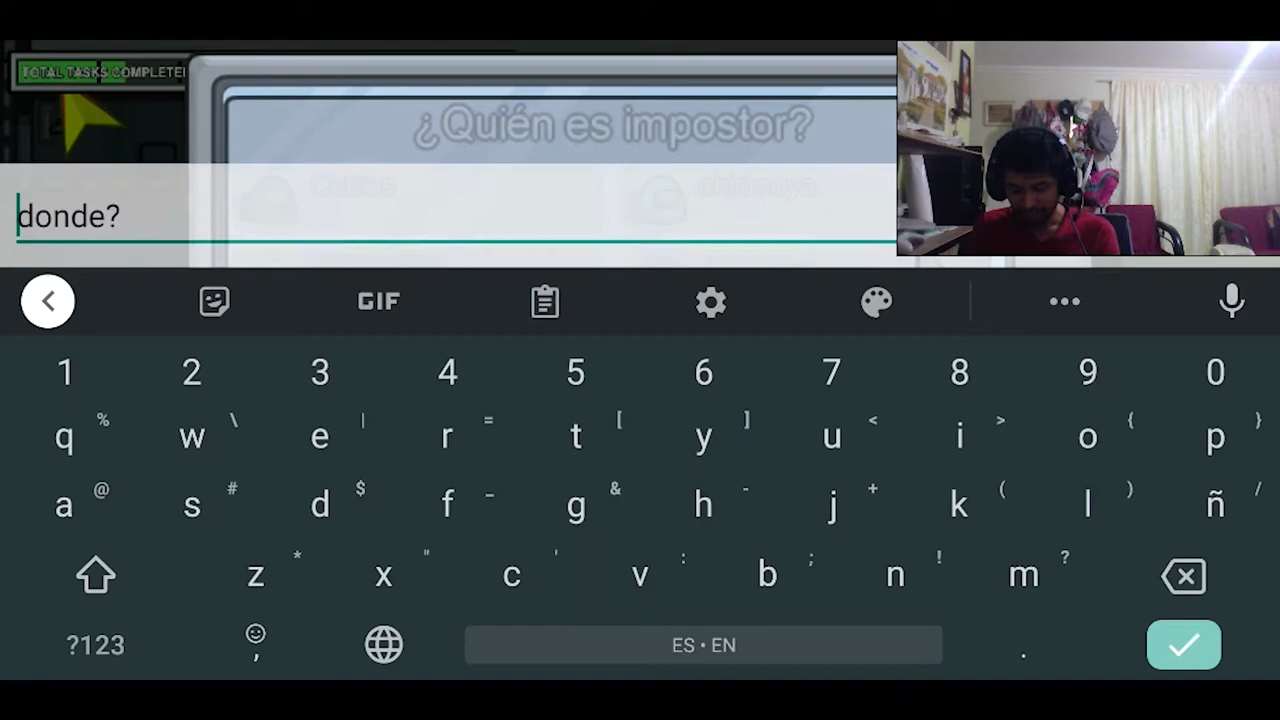 TOTAL TASKS COMPLETE
¿Quién es impostor?
donde?
GIF
1 2 3 4 5 6 7 8 9 0
q % w \ e | r = t [ y ] u < i > o { p }
a @ s # d $ f _ g & h - j + k ( l ) ñ /
z * x " c ' v : b ; n ! m ?
?123 , ES • EN .